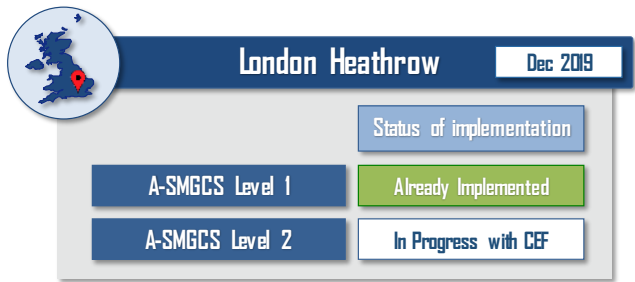 London Heathrow
Dec 2019
Status of implementation
A-SMGCS Level 1
Already Implemented
A-SMGCS Level 2
In Progress with CEF